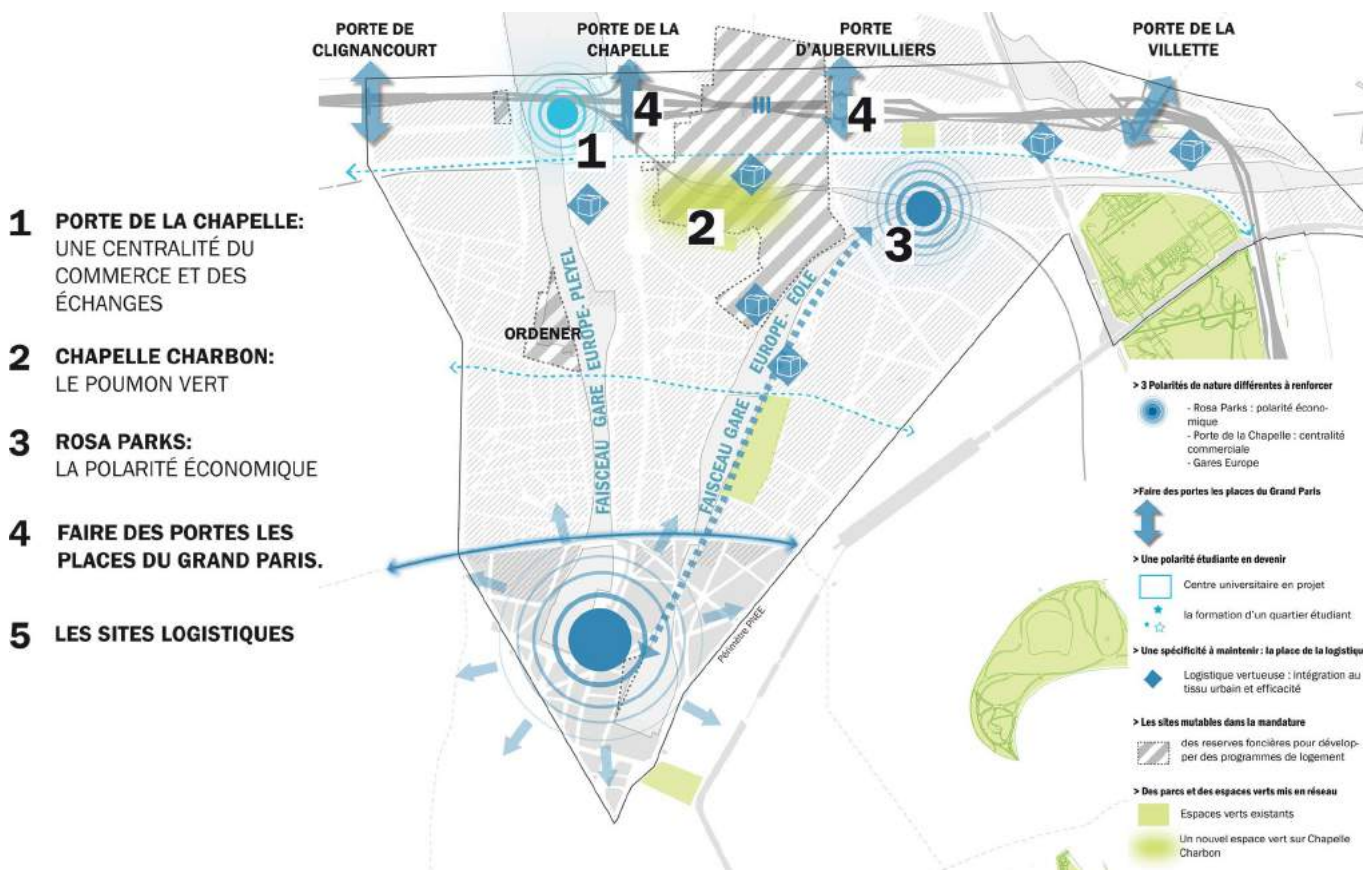 PORTE DE
CLIGNANCOURT
PORTE DE LA
CHAPELLE
PORTE
D'AUBERVILLIERS
PORTE DE LA
VILLETTE
4
4
1
2
3
ORDENER
FAISCEAU GARE EUROPE- PLEYEL
FAISCEAU GARE EUROPE- EOLE
Périmètre PNEE
1 PORTE DE LA CHAPELLE:
UNE CENTRALITÉ DU
COMMERCE ET DES
ÉCHANGES
2 CHAPELLE CHARBON:
LE POUMON VERT
3 ROSA PARKS:
LA POLARITÉ ÉCONOMIQUE
4 FAIRE DES PORTES LES
PLACES DU GRAND PARIS.
5 LES SITES LOGISTIQUES
> 3 Polarités de nature différentes à renforcer
- Rosa Parks : polarité écono-
mique
- Porte de la Chapelle : centralité
commerciale
- Gares Europe
>Faire des portes les places du Grand Paris
> Une polarité étudiante en devenir
Centre universitaire en projet
la formation d'un quartier étudiant
> Une spécificité à maintenir : la place de la logistiqu
Logistique vertueuse : intégration au
tissu urbain et efficacité
> Les sites mutables dans la mandature
des reserves foncières pour dévelop-
per des programmes de logement
> Des parcs et des espaces verts mis en réseau
Espaces verts existants
Un nouvel espace vert sur Chapelle
Charbon